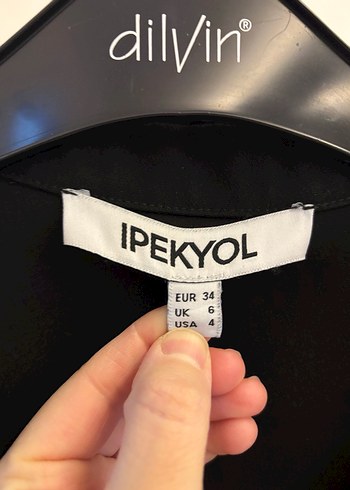 dilvin®
IPEKYOL
EUR 34
UK 6
USA 4